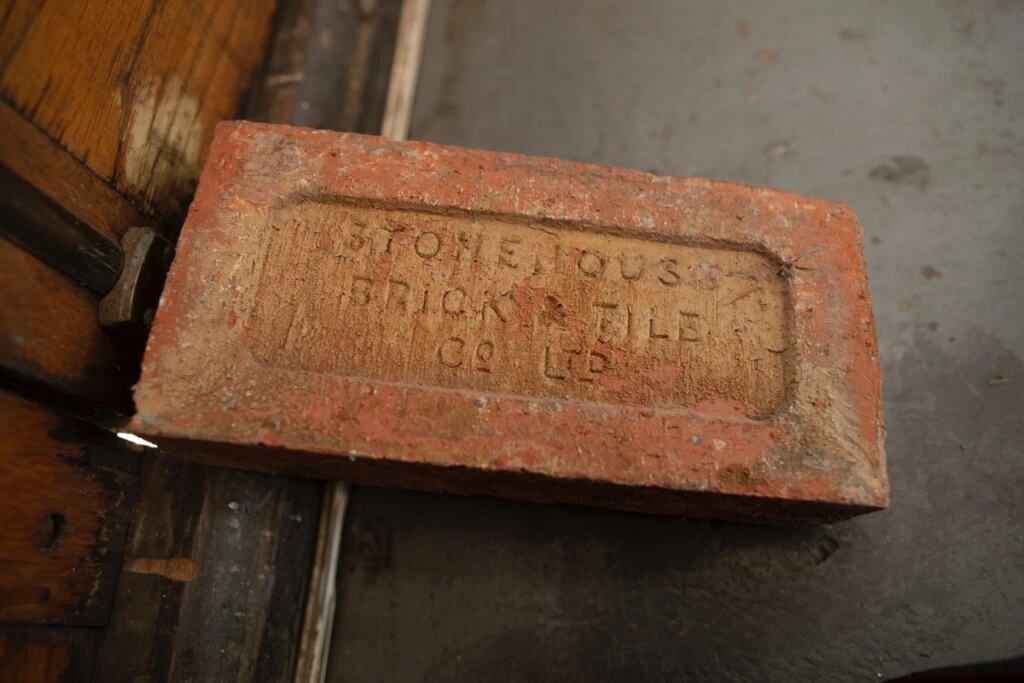 STONEHOUSE
BRICK & TILE
Cº LTD